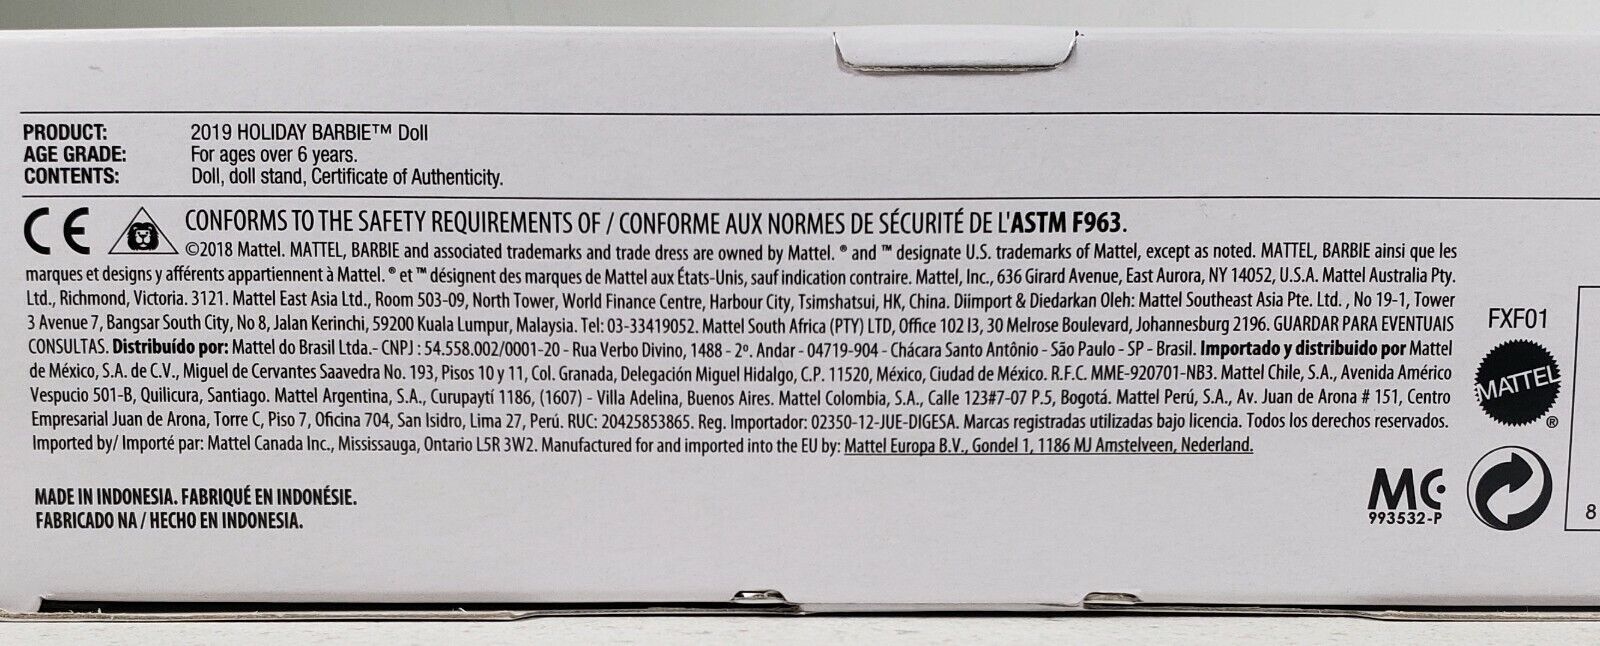 PRODUCT: 2019 HOLIDAY BARBIE™ Doll
AGE GRADE: For ages over 6 years.
CONTENTS: Doll, doll stand, Certificate of Authenticity.
CE CONFORMS TO THE SAFETY REQUIREMENTS OF / CONFORME AUX NORMES DE SÉCURITÉ DE L'ASTM F963.
©2018 Mattel. MATTEL, BARBIE and associated trademarks and trade dress are owned by Mattel. ® and ™ designate U.S. trademarks of Mattel, except as noted. MATTEL, BARBIE ainsi que les
marques et designs y afférents appartiennent à Mattel. ® et ™ désignent des marques de Mattel aux États-Unis, sauf indication contraire. Mattel, Inc., 636 Girard Avenue, East Aurora, NY 14052, U.S.A. Mattel Australia Pty.
Ltd., Richmond, Victoria. 3121. Mattel East Asia Ltd., Room 503-09, North Tower, World Finance Centre, Harbour City, Tsimshatsui, HK, China. Diimport & Diedarkan Oleh: Mattel Southeast Asia Pte. Ltd. , No 19-1, Tower
3 Avenue 7, Bangsar South City, No 8, Jalan Kerinchi, 59200 Kuala Lumpur, Malaysia. Tel: 03-33419052. Mattel South Africa (PTY) LTD, Office 102 I3, 30 Melrose Boulevard, Johannesburg 2196. GUARDAR PARA EVENTUAIS
CONSULTAS. Distribuído por: Mattel do Brasil Ltda.- CNPJ : 54.558.002/0001-20 - Rua Verbo Divino, 1488 - 2º. Andar - 04719-904 - Chácara Santo Antônio - São Paulo - SP - Brasil. Importado y distribuido por Mattel
de México, S.A. de C.V., Miguel de Cervantes Saavedra No. 193, Pisos 10 y 11, Col. Granada, Delegación Miguel Hidalgo, C.P. 11520, México, Ciudad de México. R.F.C. MME-920701-NB3. Mattel Chile, S.A., Avenida Américo
Vespucio 501-B, Quilicura, Santiago. Mattel Argentina, S.A., Curupaytí 1186, (1607) - Villa Adelina, Buenos Aires. Mattel Colombia, S.A., Calle 123#7-07 P.5, Bogotá. Mattel Perú, S.A., Av. Juan de Arona # 151, Centro
Empresarial Juan de Arona, Torre C, Piso 7, Oficina 704, San Isidro, Lima 27, Perú. RUC: 20425853865. Reg. Importador: 02350-12-JUE-DIGESA. Marcas registradas utilizadas bajo licencia. Todos los derechos reservados.
Imported by/ Importé par: Mattel Canada Inc., Mississauga, Ontario L5R 3W2. Manufactured for and imported into the EU by: Mattel Europa B.V., Gondel 1, 1186 MJ Amstelveen, Nederland.
MADE IN INDONESIA. FABRIQUÉ EN INDONÉSIE.
FABRICADO NA / HECHO EN INDONESIA.
FXF01
MATTEL®
MC
993532-P
8